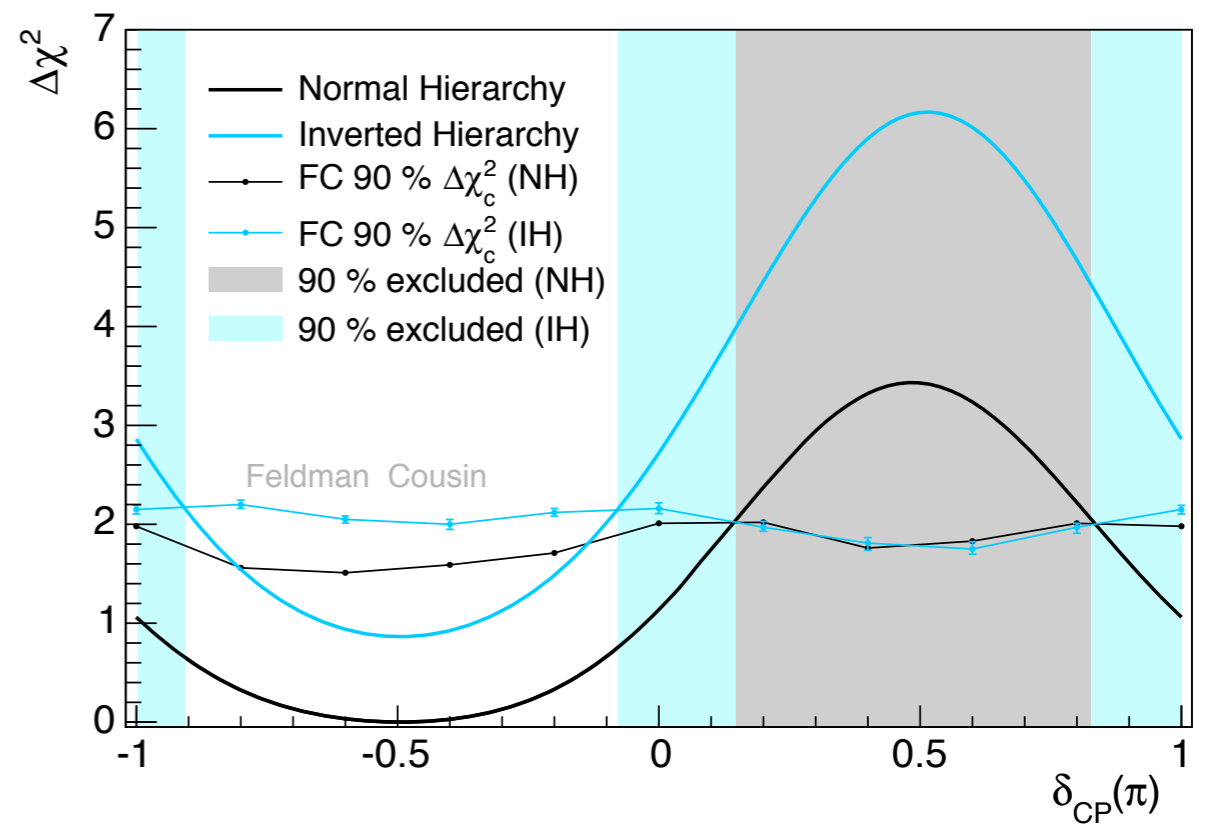 Δχ²
7
6
5
4
3
2
1
0
Normal Hierarchy
Inverted Hierarchy
FC 90 % Δχ²c (NH)
FC 90 % Δχ²c (IH)
90 % excluded (NH)
90 % excluded (IH)
Feldman Cousin
-1 -0.5 0 0.5 1
δCP(π)